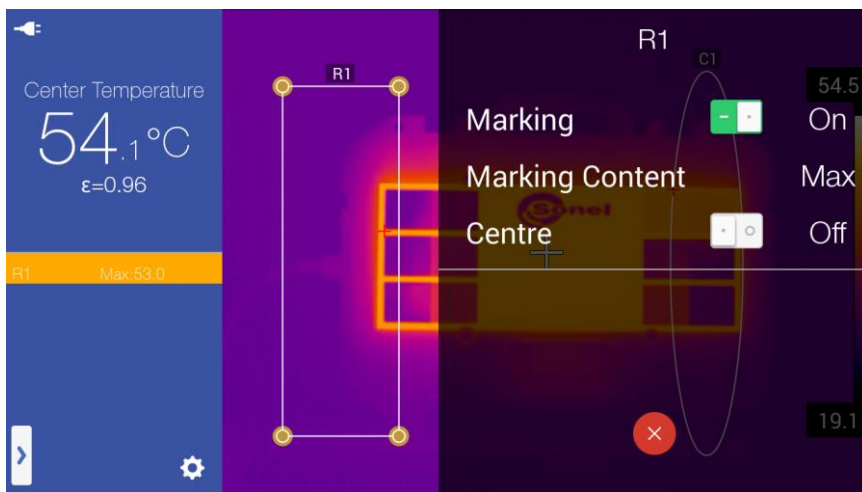 Center Temperature
54.1°C
ε=0.96
R1 Max:53.0
R1
R1
C1
54.5
Marking On
Marking Content Max
Sonel
Centre Off
19.1